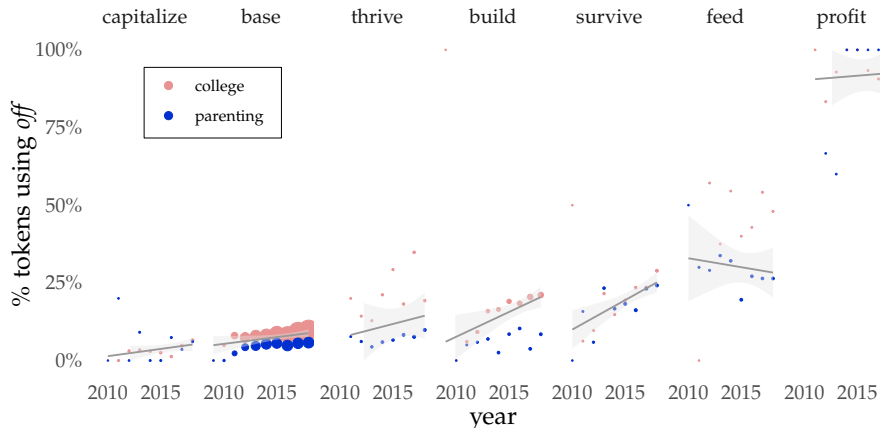 capitalize base thrive build survive feed profit
100%
college
parenting
75%
50%
25%
0%
% tokens using off
2010 2015 2010 2015 2010 2015 2010 2015 2010 2015 2010 2015 2010 2015
year